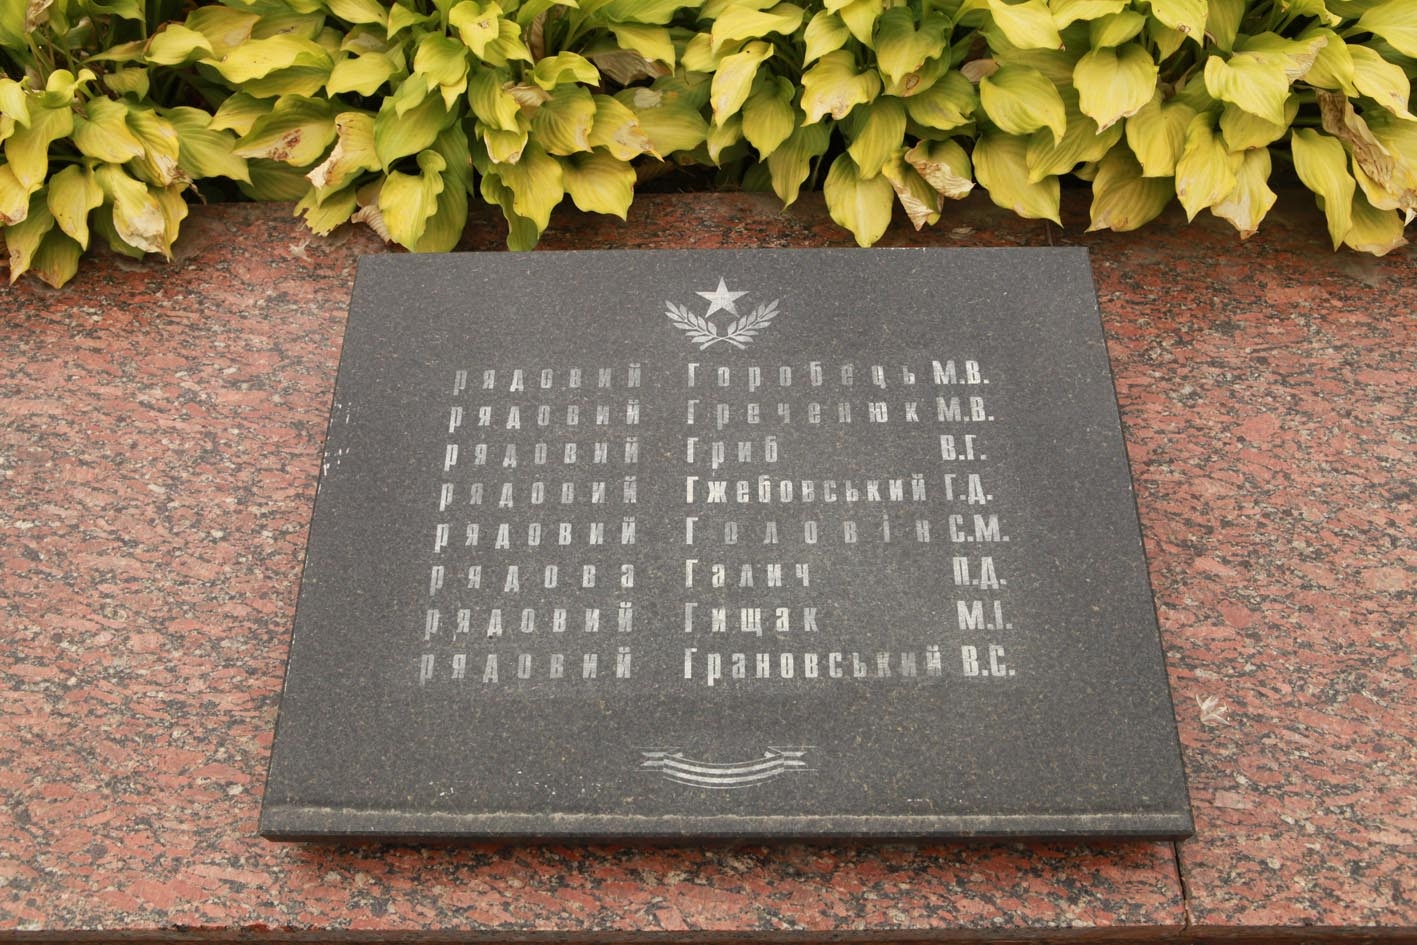 рядовий Горобець М.В.
рядовий Греченюк М.В.
рядовий Гриб В.Г.
рядовий Гжебовський Г.Д.
рядовий Головін С.М.
рядова Галич П.Д.
рядовий Гищак М.І.
рядовий Грановський В.С.